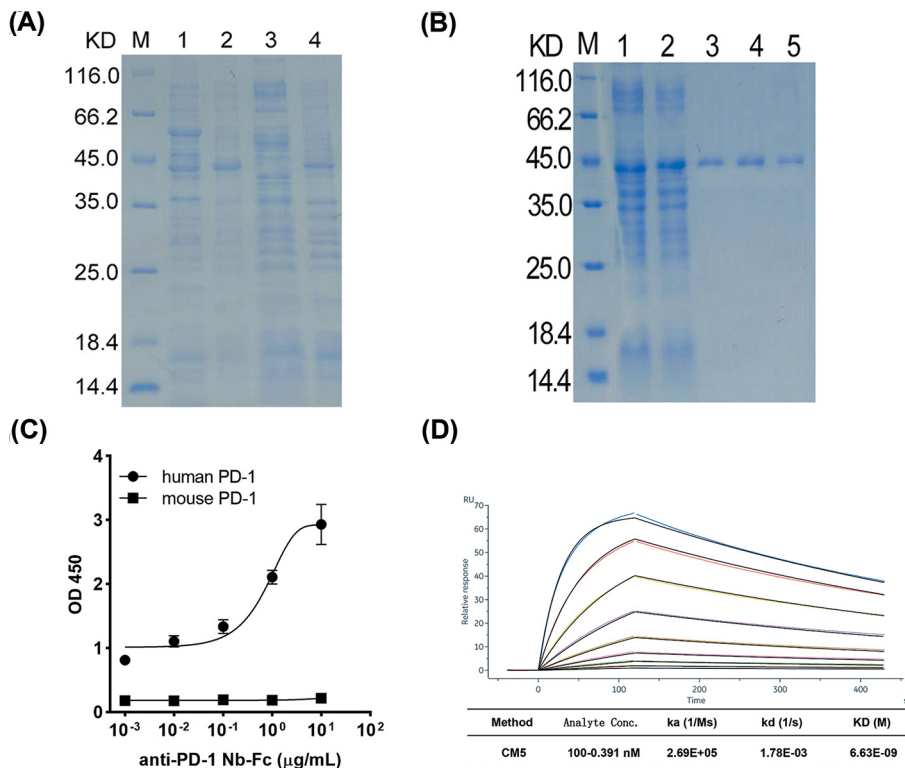 (A)
KD M 1 2 3 4
116.0
66.2
45.0
35.0
25.0
18.4
14.4
(B)
KD M 1 2 3 4 5
116.0
66.2
45.0
35.0
25.0
18.4
14.4
(C)
4
3
2
1
0
OD 450
human PD-1
mouse PD-1
10-3 10-2 10-1 100 101 102
anti-PD-1 Nb-Fc (μg/mL)
(D)
RU
70
60
50
40
30
20
10
0
Relative response
0 100 200 300 400
Time
s
Method Analyte Conc. ka (1/Ms) kd (1/s) KD (M)
CM5 100-0.391 nM 2.69E+05 1.78E-03 6.63E-09